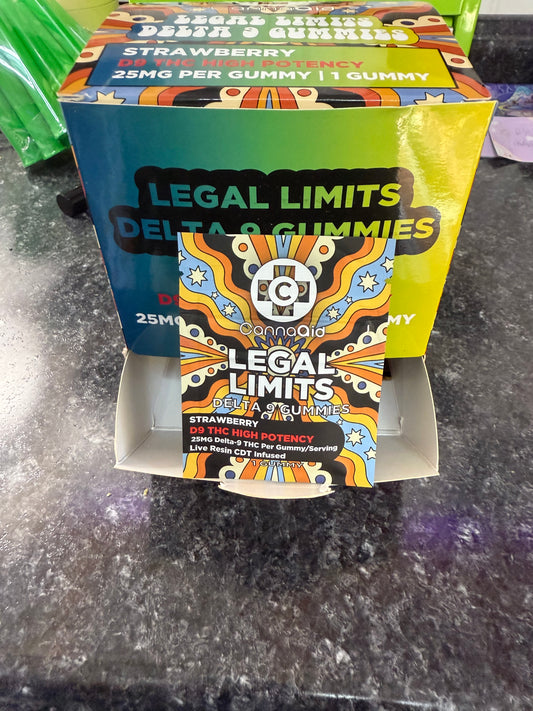 CannaAid
LEGAL LIMITS
DELTA 9 GUMMIES
STRAWBERRY
D9 THC HIGH POTENCY
25MG PER GUMMY | 1 GUMMY
LEGAL LIMITS
DELTA 9 GUMMIES
25MG
MY
C
CannaAid
LEGAL
LIMITS
DELTA 9 GUMMIES
STRAWBERRY
D9 THC HIGH POTENCY
25MG Delta-9 THC Per Gummy/Serving
Live Resin CDT Infused
1 GUMMY